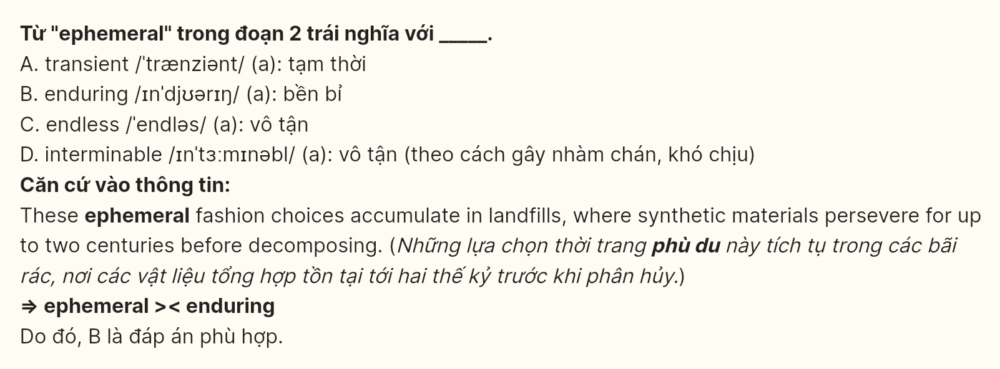 Từ "ephemeral" trong đoạn 2 trái nghĩa với _____.
A. transient /ˈtrænziənt/ (a): tạm thời
B. enduring /ɪnˈdjʊərɪŋ/ (a): bền bỉ
C. endless /ˈendləs/ (a): vô tận
D. interminable /ɪnˈtɜːmɪnəbl/ (a): vô tận (theo cách gây nhàm chán, khó chịu)
Căn cứ vào thông tin:
These ephemeral fashion choices accumulate in landfills, where synthetic materials persevere for up
to two centuries before decomposing. (Những lựa chọn thời trang phù du này tích tụ trong các bãi
rác, nơi các vật liệu tổng hợp tồn tại tới hai thế kỷ trước khi phân hủy.)
⇒ ephemeral >< enduring
Do đó, B là đáp án phù hợp.